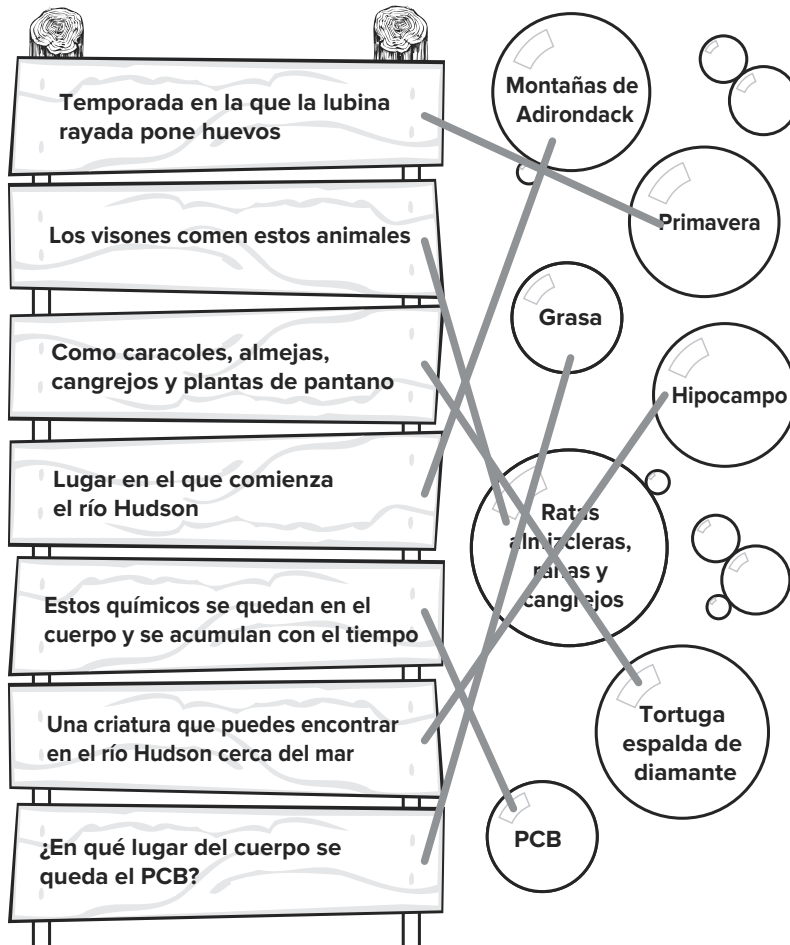 Temporada en la que la lubina
rayada pone huevos
Los visones comen estos animales
Como caracoles, almejas,
cangrejos y plantas de pantano
Lugar en el que comienza
el río Hudson
Estos químicos se quedan en el
cuerpo y se acumulan con el tiempo
Una criatura que puedes encontrar
en el río Hudson cerca del mar
¿En qué lugar del cuerpo se
queda el PCB?
Montañas de
Adirondack
Primavera
Grasa
Hipocampo
Ratas
almizcleras,
ranas y
cangrejos
Tortuga
espalda de
diamante
PCB